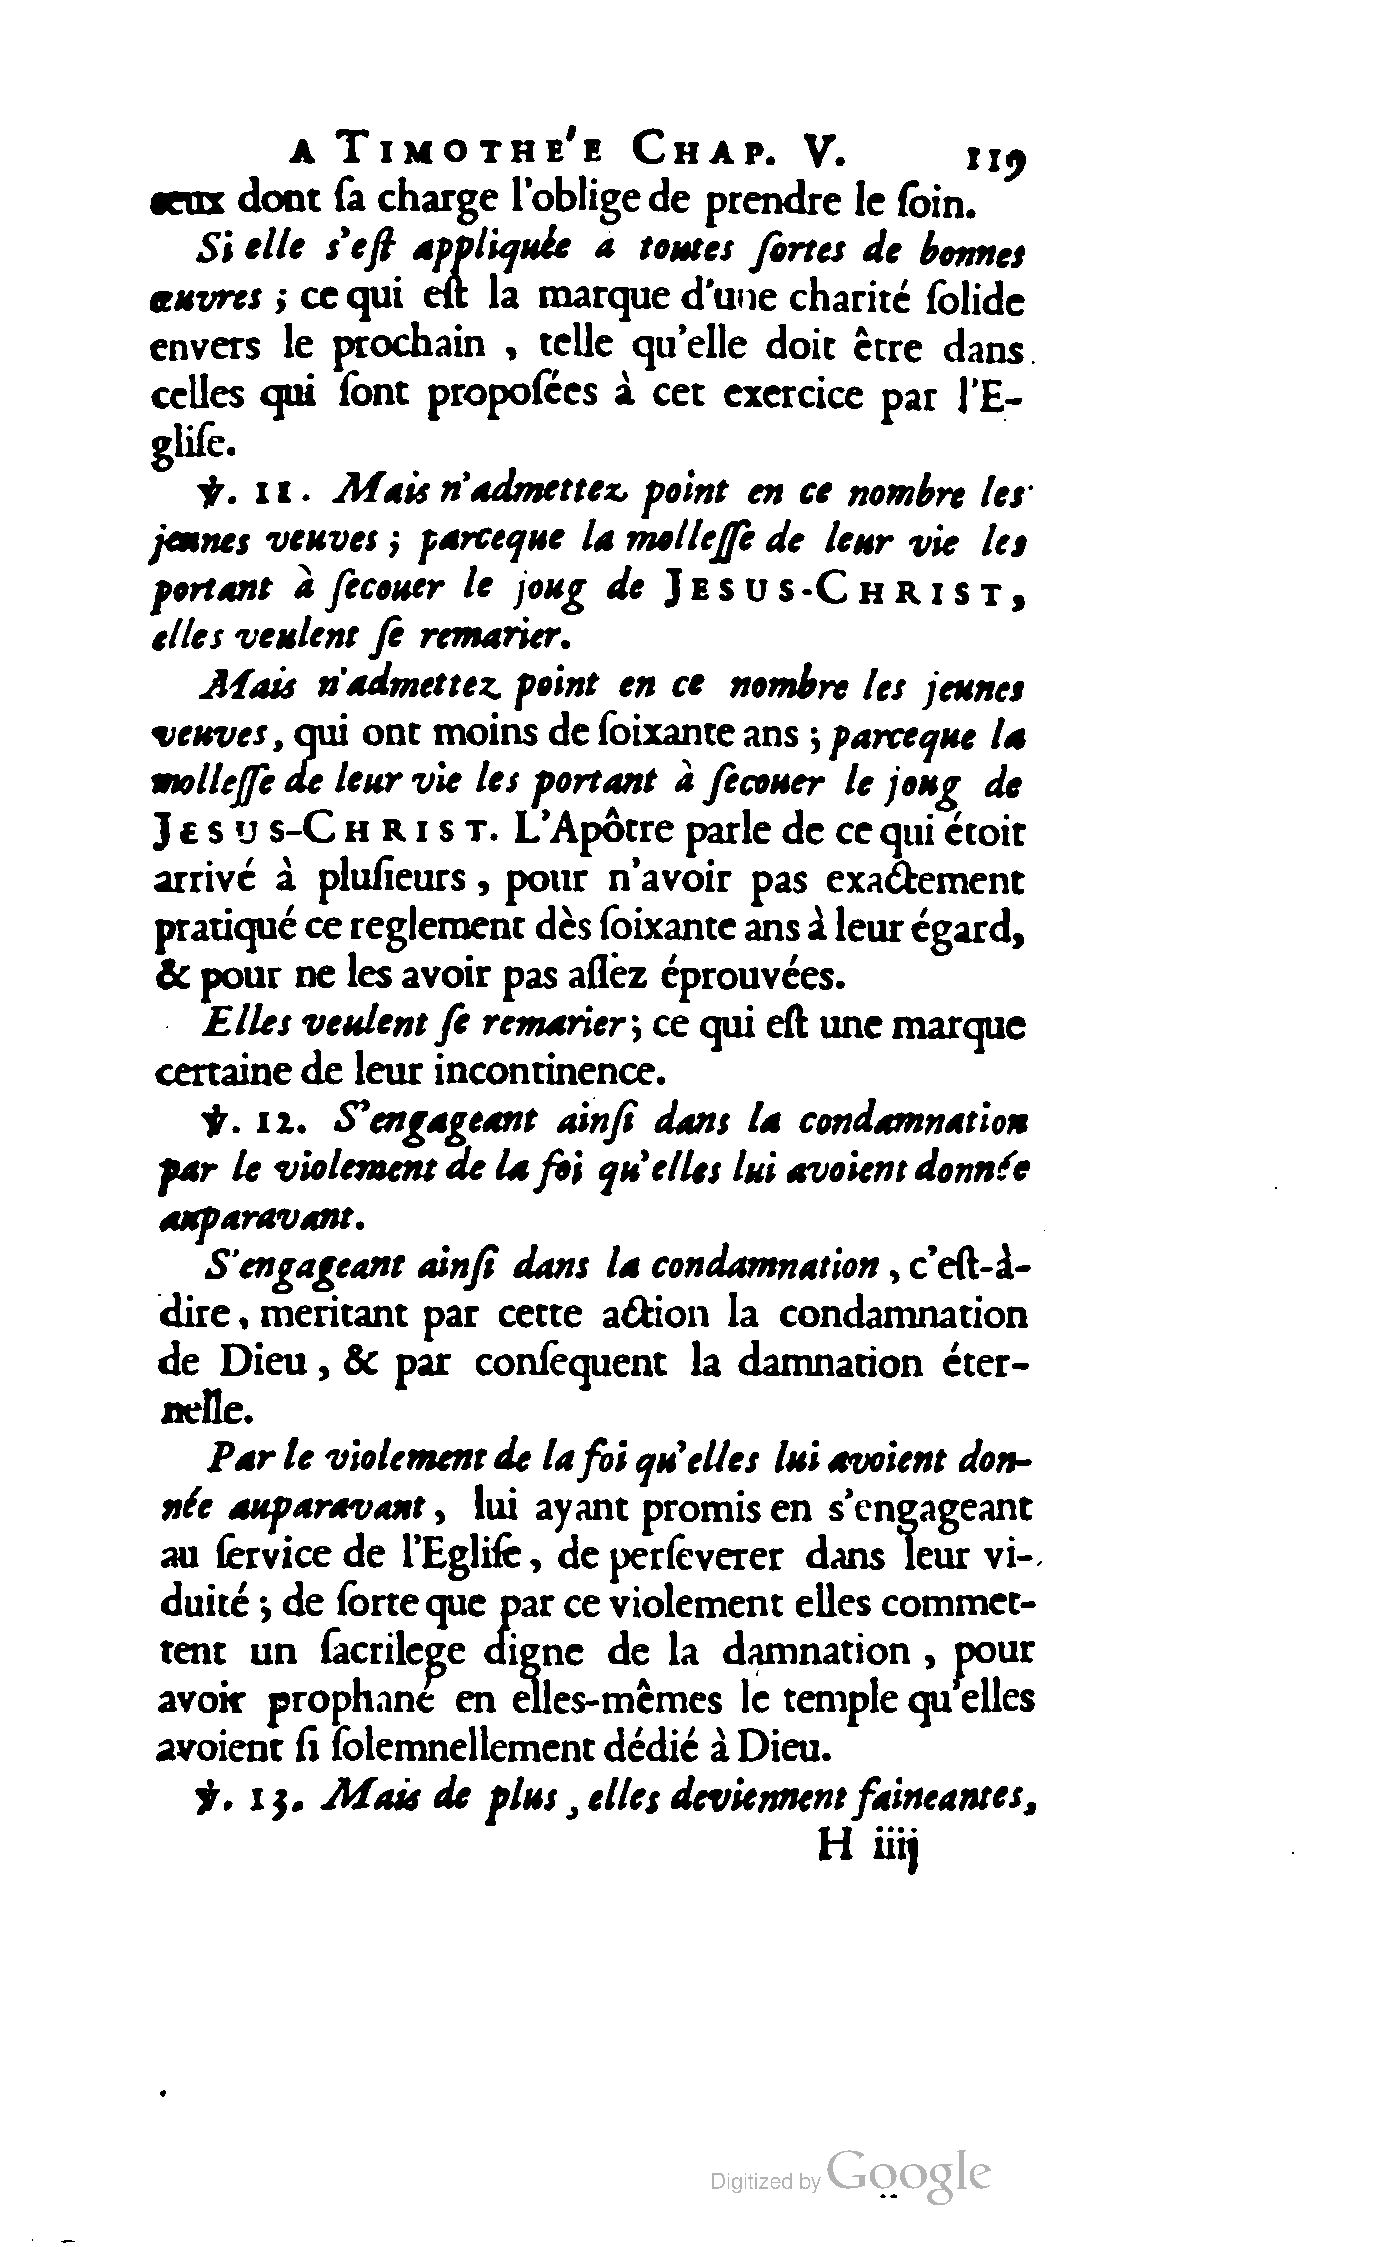 A TIMOTHE'E CHAP. V. 119
ceux dont ſa charge l'oblige de prendre le ſoin.
Si elle s'eſt appliquée a toutes ſortes de bonnes
œuvres ; ce qui eſt la marque d'une charité ſolide
envers le prochain , telle qu'elle doit être dans
celles qui ſont propoſées à cet exercice par l'E-
gliſe.
℣. 11. Mais n'admettez point en ce nombre les
jeunes veuves ; parceque la molleſſe de leur vie les
portant à ſecouer le joug de JESUS-CHRIST,
elles veulent ſe remarier.
Mais n'admettez point en ce nombre les jeunes
veuves, qui ont moins de ſoixante ans ; parceque la
molleſſe de leur vie les portant à ſecouer le joug de
JESUS-CHRIST. L'Apôtre parle de ce qui étoit
arrivé à pluſieurs , pour n'avoir pas exactement
pratiqué ce reglement dès ſoixante ans à leur égard,
& pour ne les avoir pas aſſez éprouvées.
Elles veulent ſe remarier ; ce qui eſt une marque
certaine de leur incontinence.
℣. 12. S'engageant ainſi dans la condamnation
par le violement de la foi qu'elles lui avoient donnée
auparavant.
S'engageant ainſi dans la condamnation , c'eſt-à-
dire , meritant par cette action la condamnation
de Dieu , & par conſequent la damnation éter-
nelle.
Par le violement de la foi qu'elles lui avoient don-
née auparavant , lui ayant promis en s'engageant
au ſervice de l'Egliſe, de perſeverer dans leur vi-
duité ; de ſorte que par ce violement elles commet-
tent un ſacrilege digne de la damnation , pour
avoir prophané en elles-mêmes le temple qu'elles
avoient ſi ſolemnellement dédié à Dieu.
℣. 13. Mais de plus , elles deviennent faineantes,
H iiij
Digitized by Google